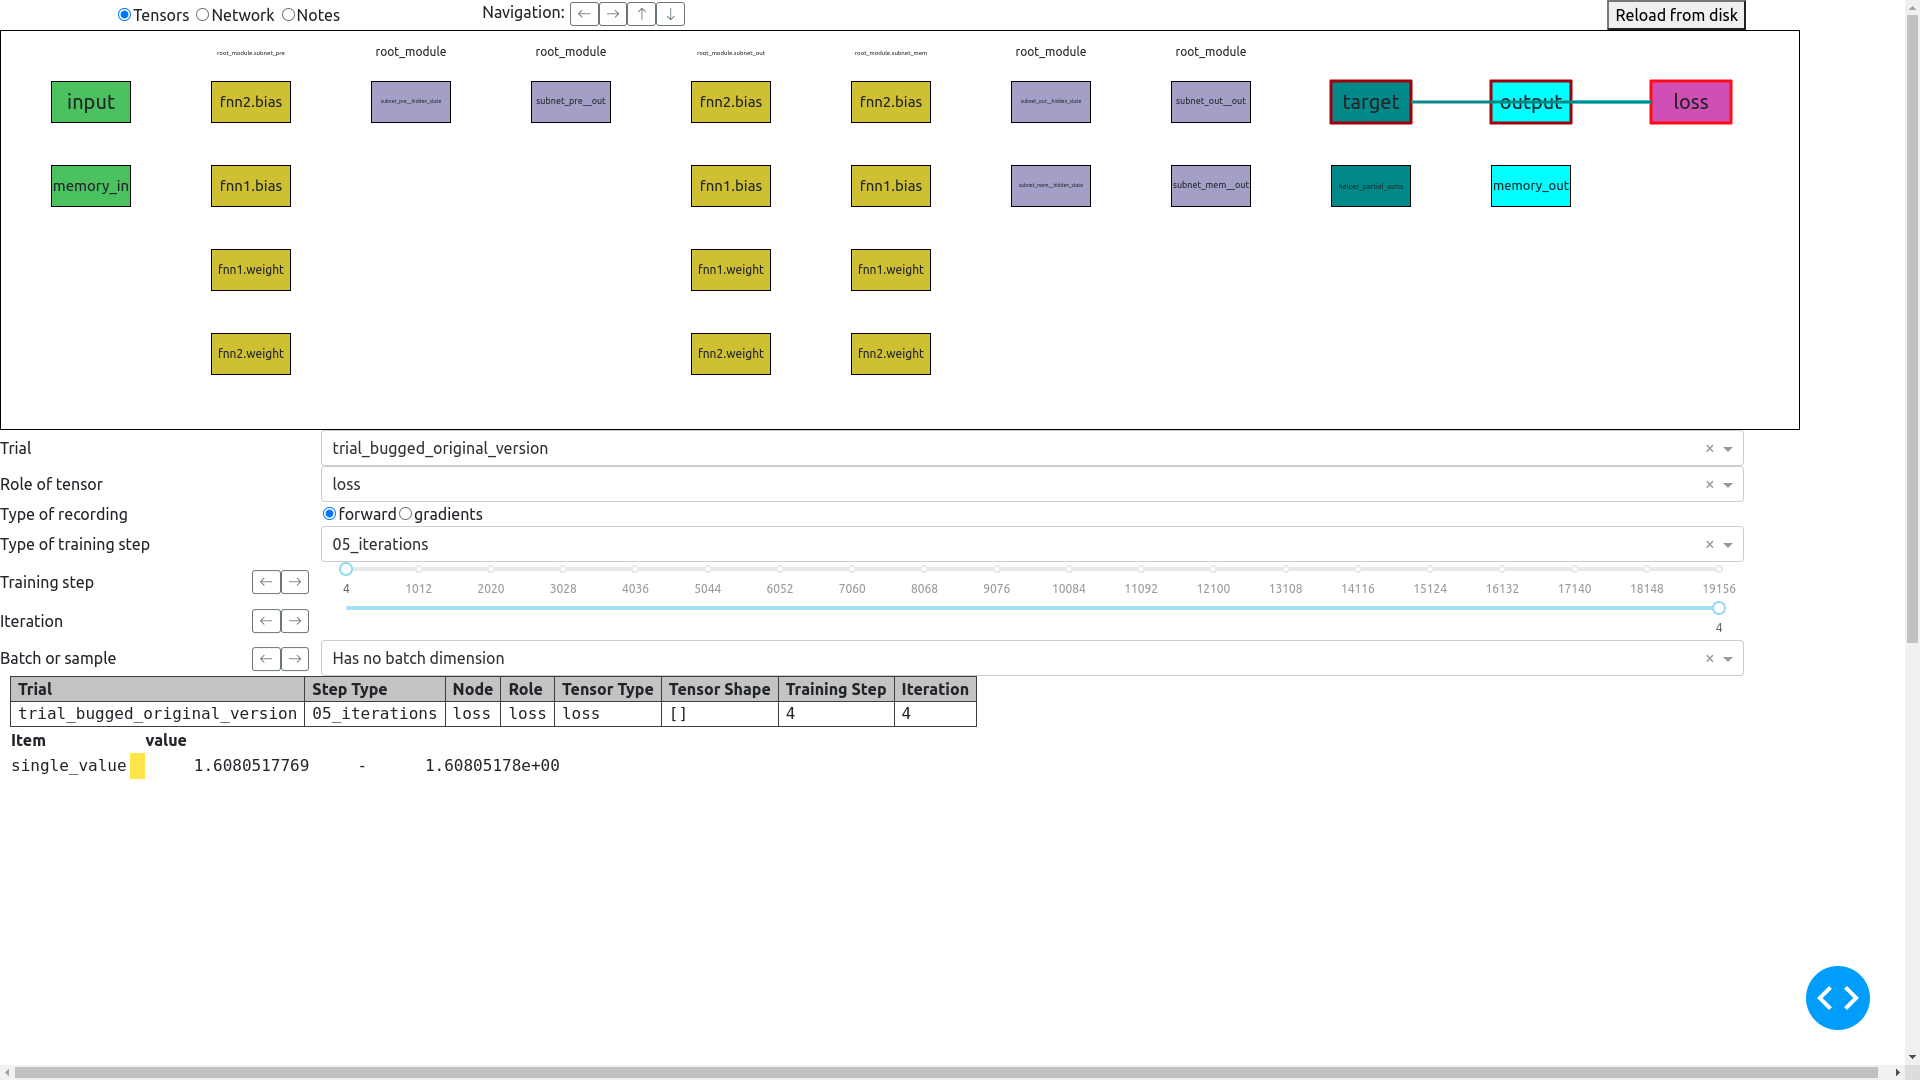 Tensors Network Notes Navigation: ← → ↑ ↓ Reload from disk
root_module.subnet_pre root_module root_module root_module.subnet_out root_module.subnet_mem root_module root_module
input fnn2.bias subnet_pre__hidden_state subnet_pre__out fnn2.bias fnn2.bias subnet_out__hidden_state subnet_out__out target output loss
memory_in fnn1.bias fnn1.bias fnn1.bias subnet_mem__hidden_state subnet_mem__out helper_partial_sums memory_out
fnn1.weight fnn1.weight fnn1.weight
fnn2.weight fnn2.weight fnn2.weight
Trial trial_bugged_original_version ×
Role of tensor loss ×
Type of recording forward gradients
Type of training step 05_iterations ×
Training step ← → 4 1012 2020 3028 4036 5044 6052 7060 8068 9076 10084 11092 12100 13108 14116 15124 16132 17140 18148 19156
Iteration ← → 4
Batch or sample ← → Has no batch dimension ×
Trial Step Type Node Role Tensor Type Tensor Shape Training Step Iteration
trial_bugged_original_version 05_iterations loss loss loss [] 4 4
Item value
single_value 1.6080517769 - 1.60805178e+00